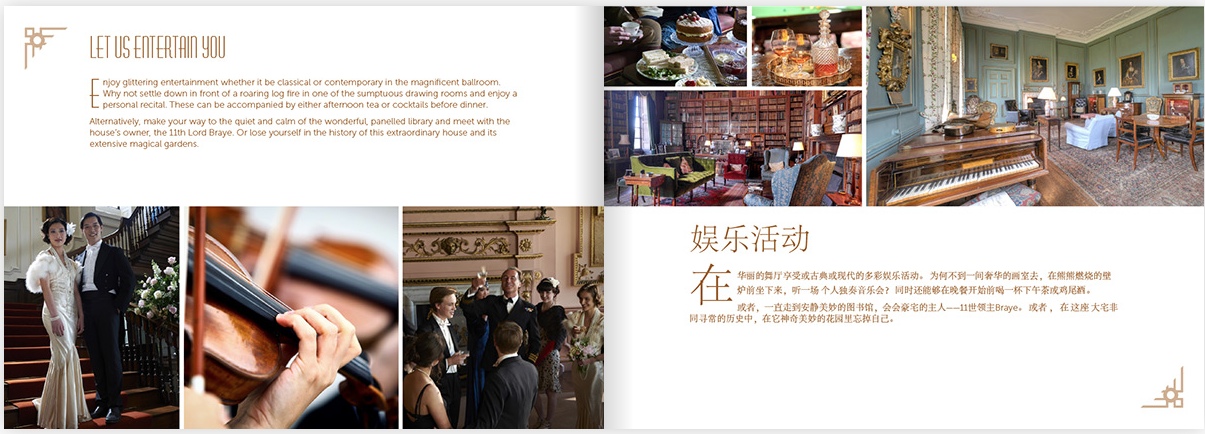 LET US ENTERTAIN YOU
Enjoy glittering entertainment whether it be classical or contemporary in the magnificent ballroom.
Why not settle down in front of a roaring log fire in one of the sumptuous drawing rooms and enjoy a
personal recital. These can be accompanied by either afternoon tea or cocktails before dinner.
Alternatively, make your way to the quiet and calm of the wonderful, panelled library and meet with the
house's owner, the 11th Lord Braye. Or lose yourself in the history of this extraordinary house and its
extensive magical gardens.
娱乐活动
在华丽的舞厅享受或古典或现代的多彩娱乐活动。为何不到一间奢华的画室去，在熊熊燃烧的壁
炉前坐下来，听一场 个人独奏音乐会？ 同时还能够在晚餐开始前喝一杯下午茶或鸡尾酒。
或者，一直走到安静美妙的图书馆，会会豪宅的主人——11世领主Braye。或者， 在 这座 大宅非
同寻常的历史中，在它神奇美妙的花园里忘掉自己。